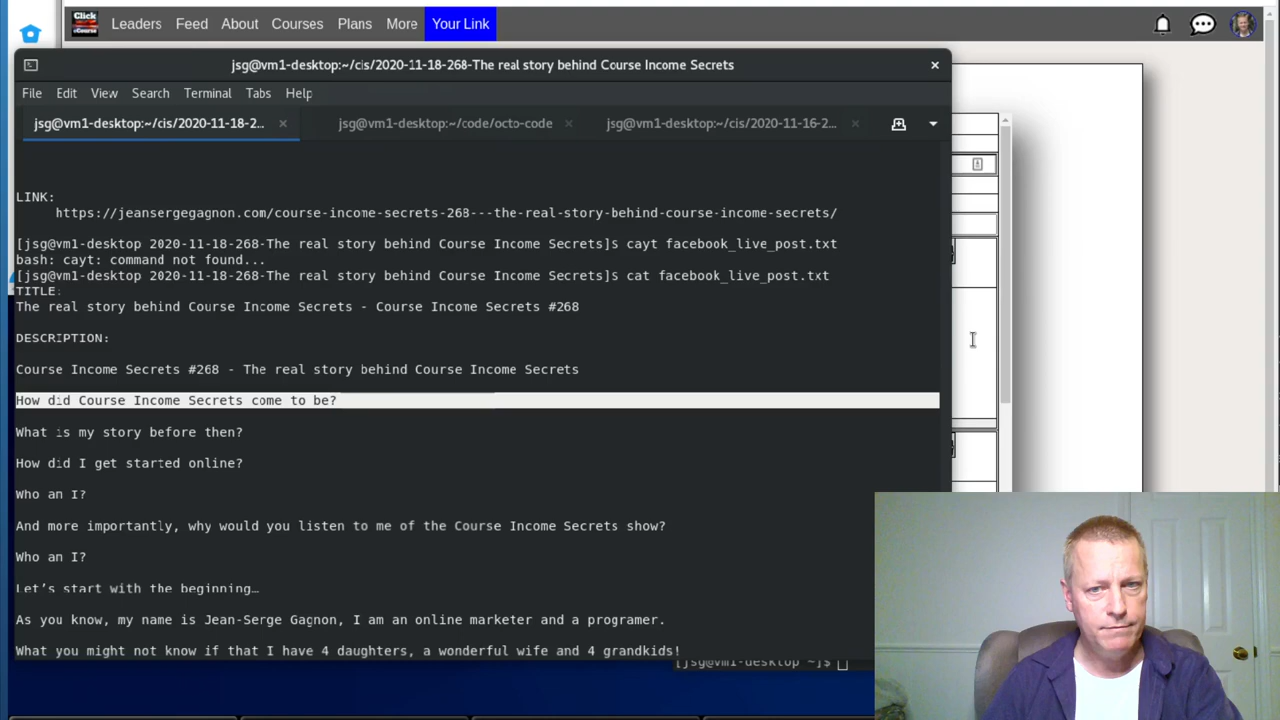 Click
eCourse
Leaders Feed About Courses Plans More Your Link
jsg@vm1-desktop:~/cis/2020-11-18-268-The real story behind Course Income Secrets
File Edit View Search Terminal Tabs Help
jsg@vm1-desktop:~/cis/2020-11-18-2... jsg@vm1-desktop:~/code/octo-code jsg@vm1-desktop:~/cis/2020-11-16-2...
LINK:
https://jeansergegagnon.com/course-income-secrets-268---the-real-story-behind-course-income-secrets/
[jsg@vm1-desktop 2020-11-18-268-The real story behind Course Income Secrets]$ cayt facebook_live_post.txt
bash: cayt: command not found...
[jsg@vm1-desktop 2020-11-18-268-The real story behind Course Income Secrets]$ cat facebook_live_post.txt
TITLE:
The real story behind Course Income Secrets - Course Income Secrets #268
DESCRIPTION:
Course Income Secrets #268 - The real story behind Course Income Secrets
How did Course Income Secrets come to be?
What is my story before then?
How did I get started online?
Who an I?
And more importantly, why would you listen to me of the Course Income Secrets show?
Who an I?
Let’s start with the beginning…
As you know, my name is Jean-Serge Gagnon, I am an online marketer and a programer.
What you might not know if that I have 4 daughters, a wonderful wife and 4 grandkids!
[jsg@vm1-desktop ~]$